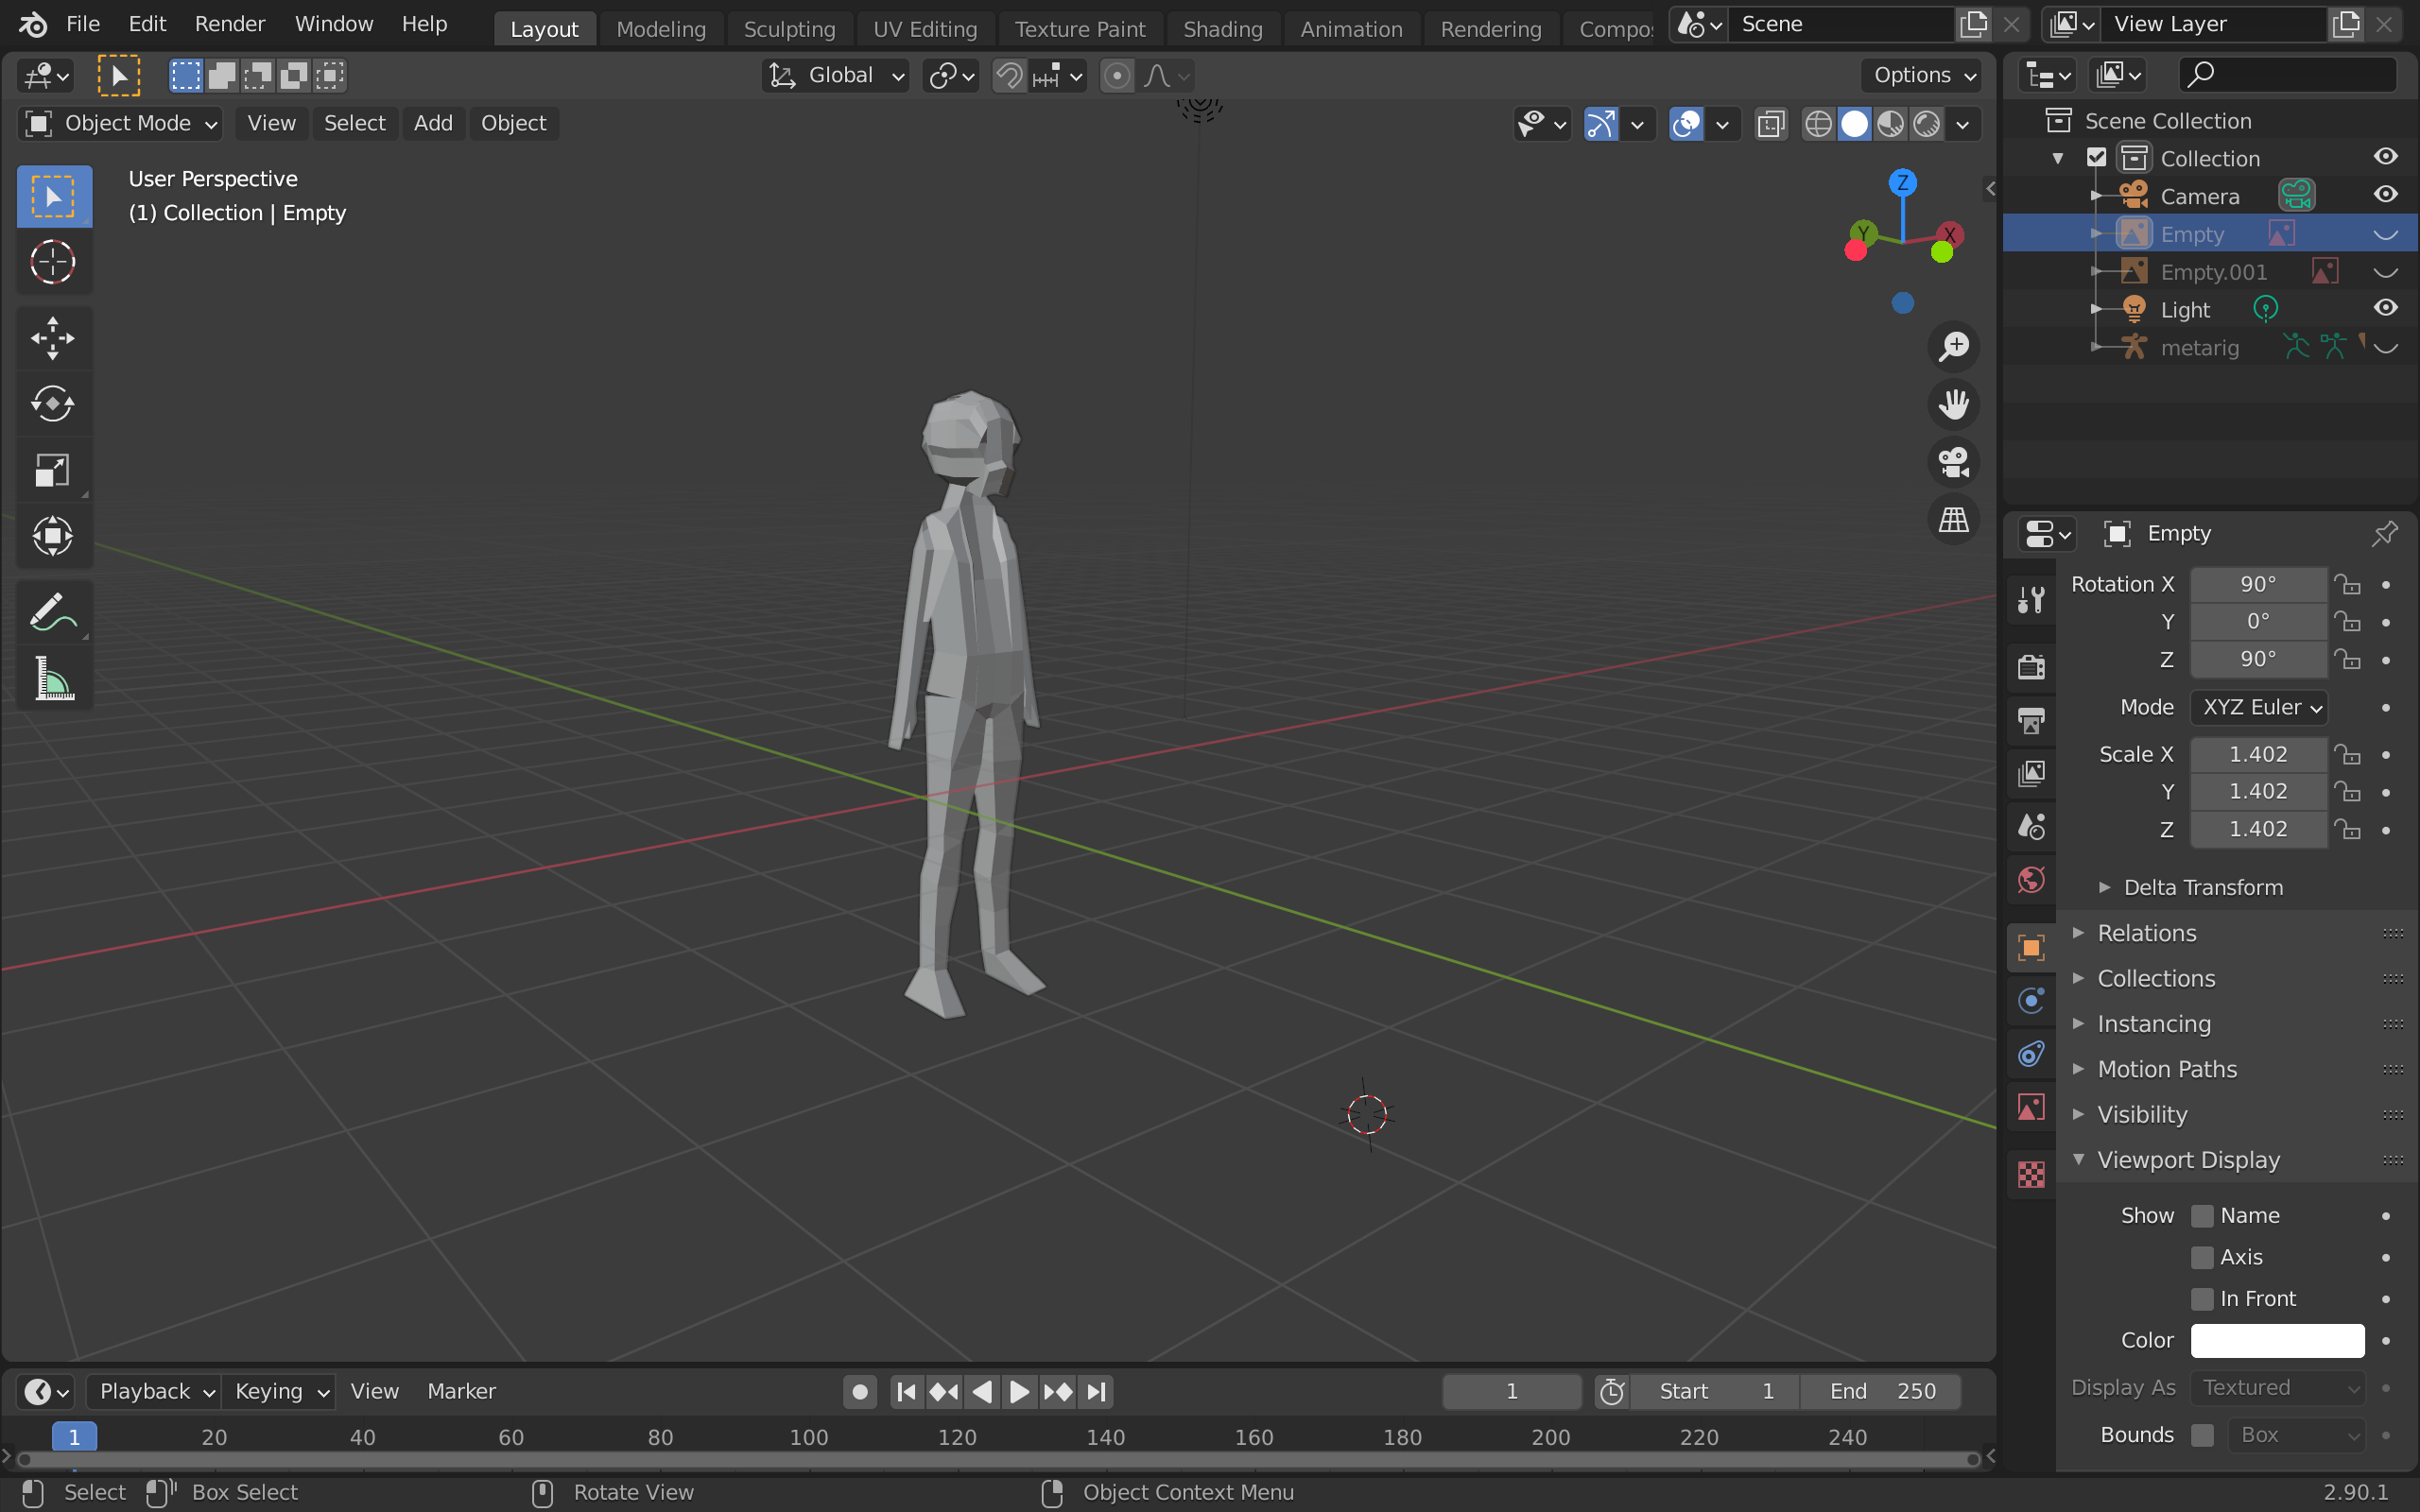 File Edit Render Window Help Layout Modeling Sculpting UV Editing Texture Paint Shading Animation Rendering Compo Scene View Layer
Global Options
Object Mode View Select Add Object
User Perspective
(1) Collection | Empty
Z
Y X
Scene Collection
Collection
Camera
Empty
Empty.001
Light
metarig
Empty
Rotation X 90°
Y 0°
Z 90°
Mode XYZ Euler
Scale X 1.402
Y 1.402
Z 1.402
Delta Transform
Relations
Collections
Instancing
Motion Paths
Visibility
Viewport Display
Show Name
Axis
In Front
Color
Display As Textured
Bounds Box
Playback Keying View Marker 1 Start 1 End 250
1 20 40 60 80 100 120 140 160 180 200 220 240
Select Box Select Rotate View Object Context Menu 2.90.1